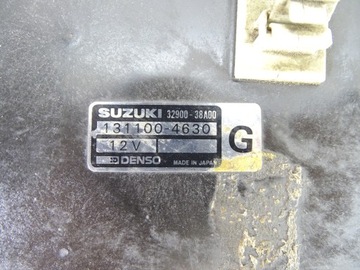 SUZUKI 32900-38A00
131100-4630
12V
DENSO MADE IN JAPAN
G